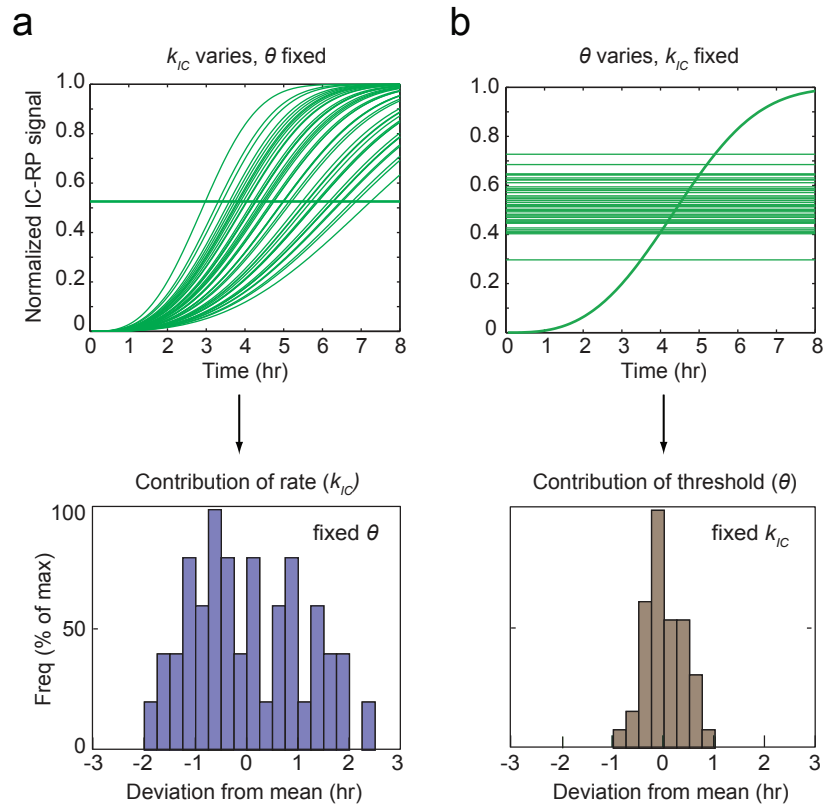 a
k_IC varies, θ fixed
Normalized IC-RP signal
1.0
0.8
0.6
0.4
0.2
0
0 1 2 3 4 5 6 7 8
Time (hr)
Contribution of rate (k_IC)
fixed θ
Freq (% of max)
100
50
0
-3 -2 -1 0 1 2 3
Deviation from mean (hr)
b
θ varies, k_IC fixed
1.0
0.8
0.6
0.4
0.2
0
0 1 2 3 4 5 6 7 8
Time (hr)
Contribution of threshold (θ)
fixed k_IC
-3 -2 -1 0 1 2 3
Deviation from mean (hr)